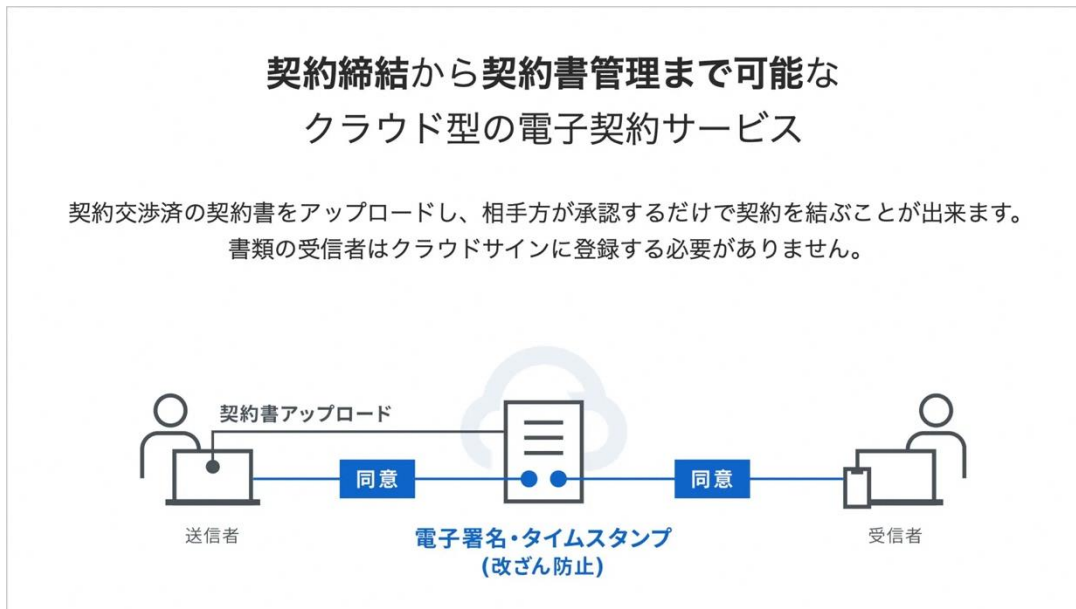 契約締結から契約書管理まで可能な
クラウド型の電子契約サービス
契約交渉済の契約書をアップロードし、相手方が承認するだけで契約を結ぶことが出来ます。
書類の受信者はクラウドサインに登録する必要がありません。
契約書アップロード
同意
同意
送信者
電子署名・タイムスタンプ
(改ざん防止)
受信者